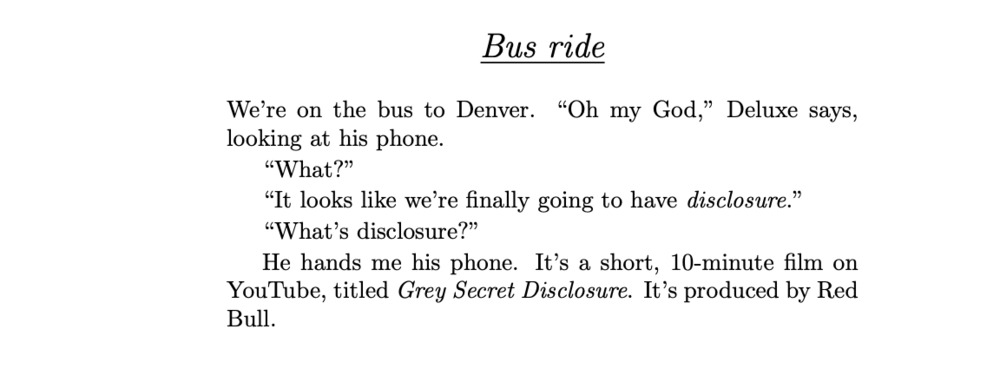 Bus ride
We're on the bus to Denver. “Oh my God,” Deluxe says,
looking at his phone.
“What?”
“It looks like we're finally going to have disclosure.”
“What's disclosure?”
He hands me his phone. It's a short, 10-minute film on
YouTube, titled Grey Secret Disclosure. It's produced by Red
Bull.